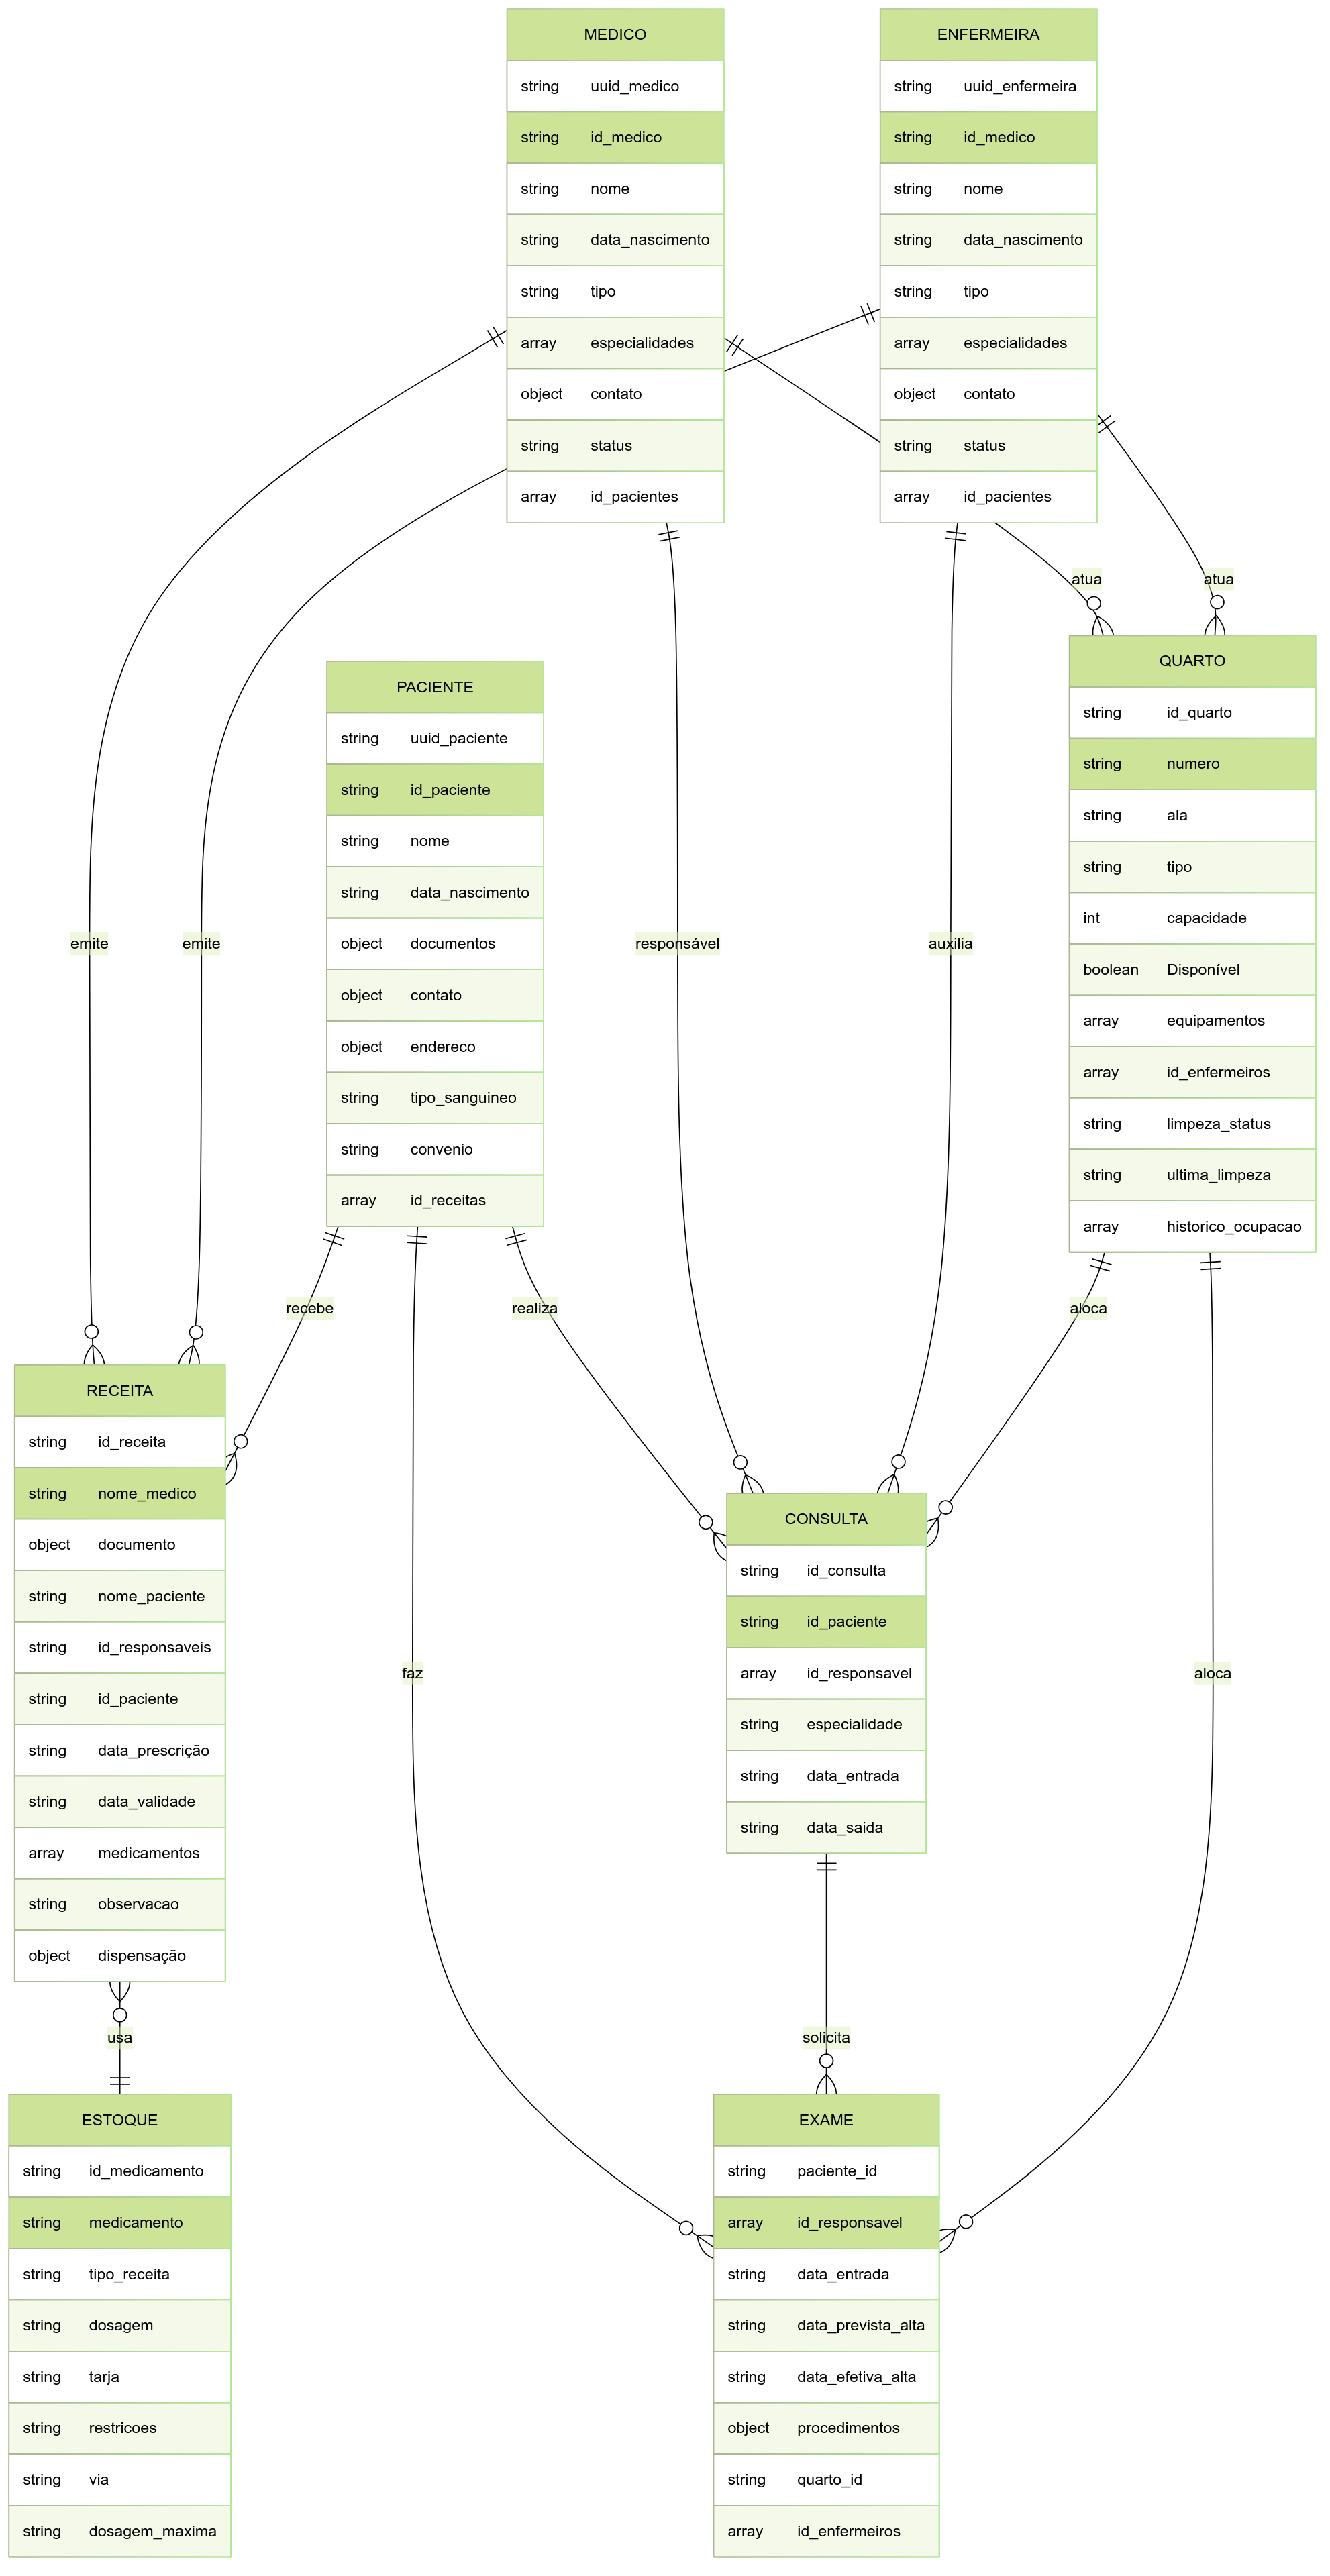 MEDICO
string uuid_medico
string id_medico
string nome
string data_nascimento
string tipo
array especialidades
object contato
string status
array id_pacientes
ENFERMEIRA
string uuid_enfermeira
string id_medico
string nome
string data_nascimento
string tipo
array especialidades
object contato
string status
array id_pacientes
atua
atua
PACIENTE
string uuid_paciente
string id_paciente
string nome
string data_nascimento
object documentos
object contato
object endereco
string tipo_sanguineo
string convenio
array id_receitas
QUARTO
string id_quarto
string numero
string ala
string tipo
int capacidade
boolean Disponível
array equipamentos
array id_enfermeiros
string limpeza_status
string ultima_limpeza
array historico_ocupacao
emite
emite
responsável
auxilia
recebe
realiza
aloca
RECEITA
string id_receita
string nome_medico
object documento
string nome_paciente
string id_responsaveis
string id_paciente
string data_prescrição
string data_validade
array medicamentos
string observacao
object dispensação
CONSULTA
string id_consulta
string id_paciente
array id_responsavel
string especialidade
string data_entrada
string data_saida
faz
aloca
usa
solicita
ESTOQUE
string id_medicamento
string medicamento
string tipo_receita
string dosagem
string tarja
string restricoes
string via
string dosagem_maxima
EXAME
string paciente_id
array id_responsavel
string data_entrada
string data_prevista_alta
string data_efetiva_alta
object procedimentos
string quarto_id
array id_enfermeiros